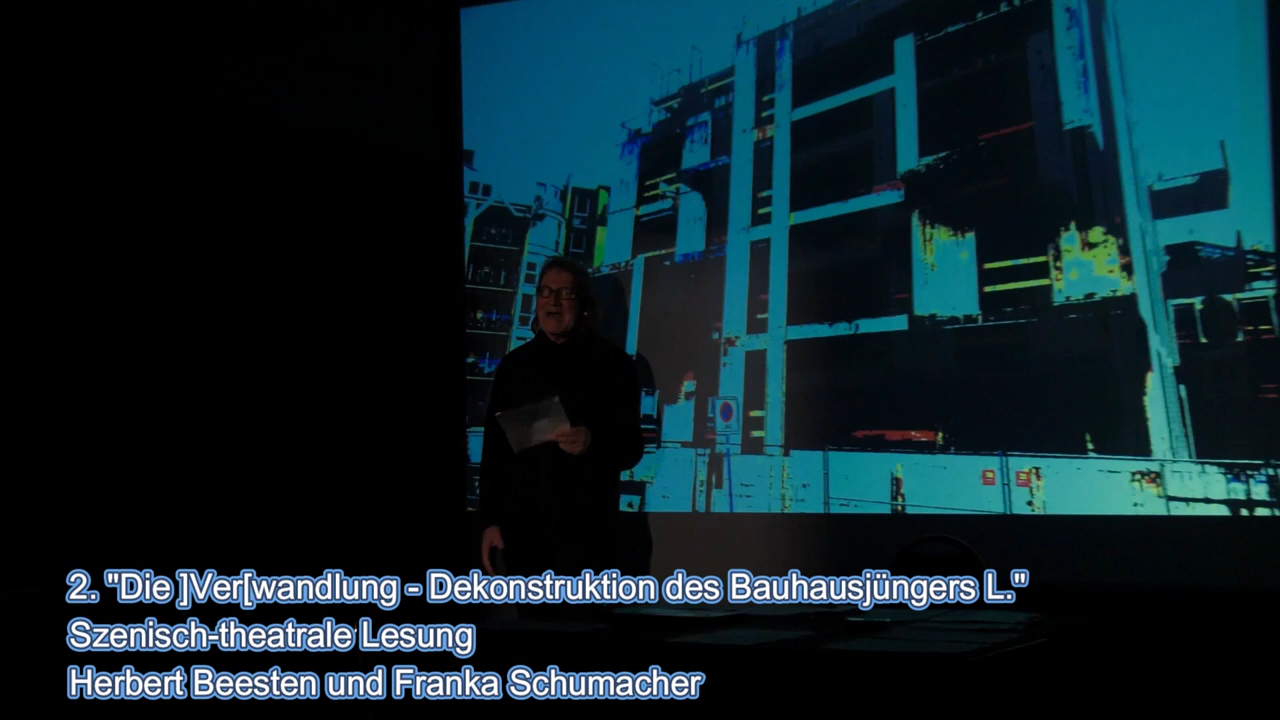 2. "Die ]Ver[wandlung - Dekonstruktion des Bauhausjüngers L."
Szenisch-theatrale Lesung
Herbert Beesten und Franka Schumacher